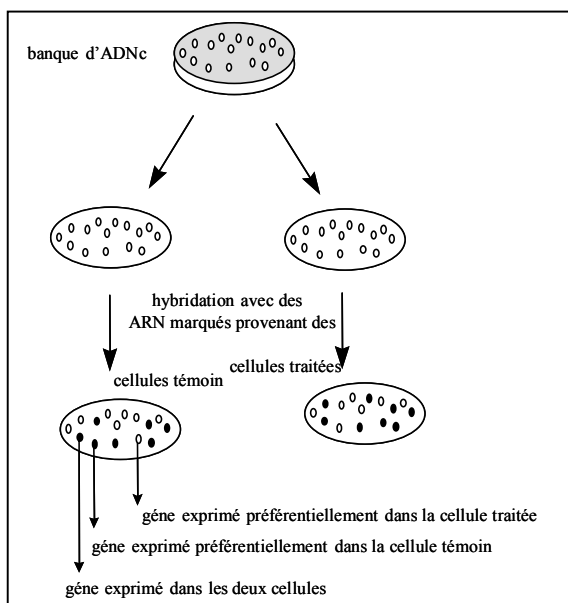 banque d'ADNc
hybridation avec des
ARN marqués provenant des
cellules témoin
cellules traitées
géne exprimé préférentiellement dans la cellule traitée
géne exprimé préférentiellement dans la cellule témoin
géne exprimé dans les deux cellules